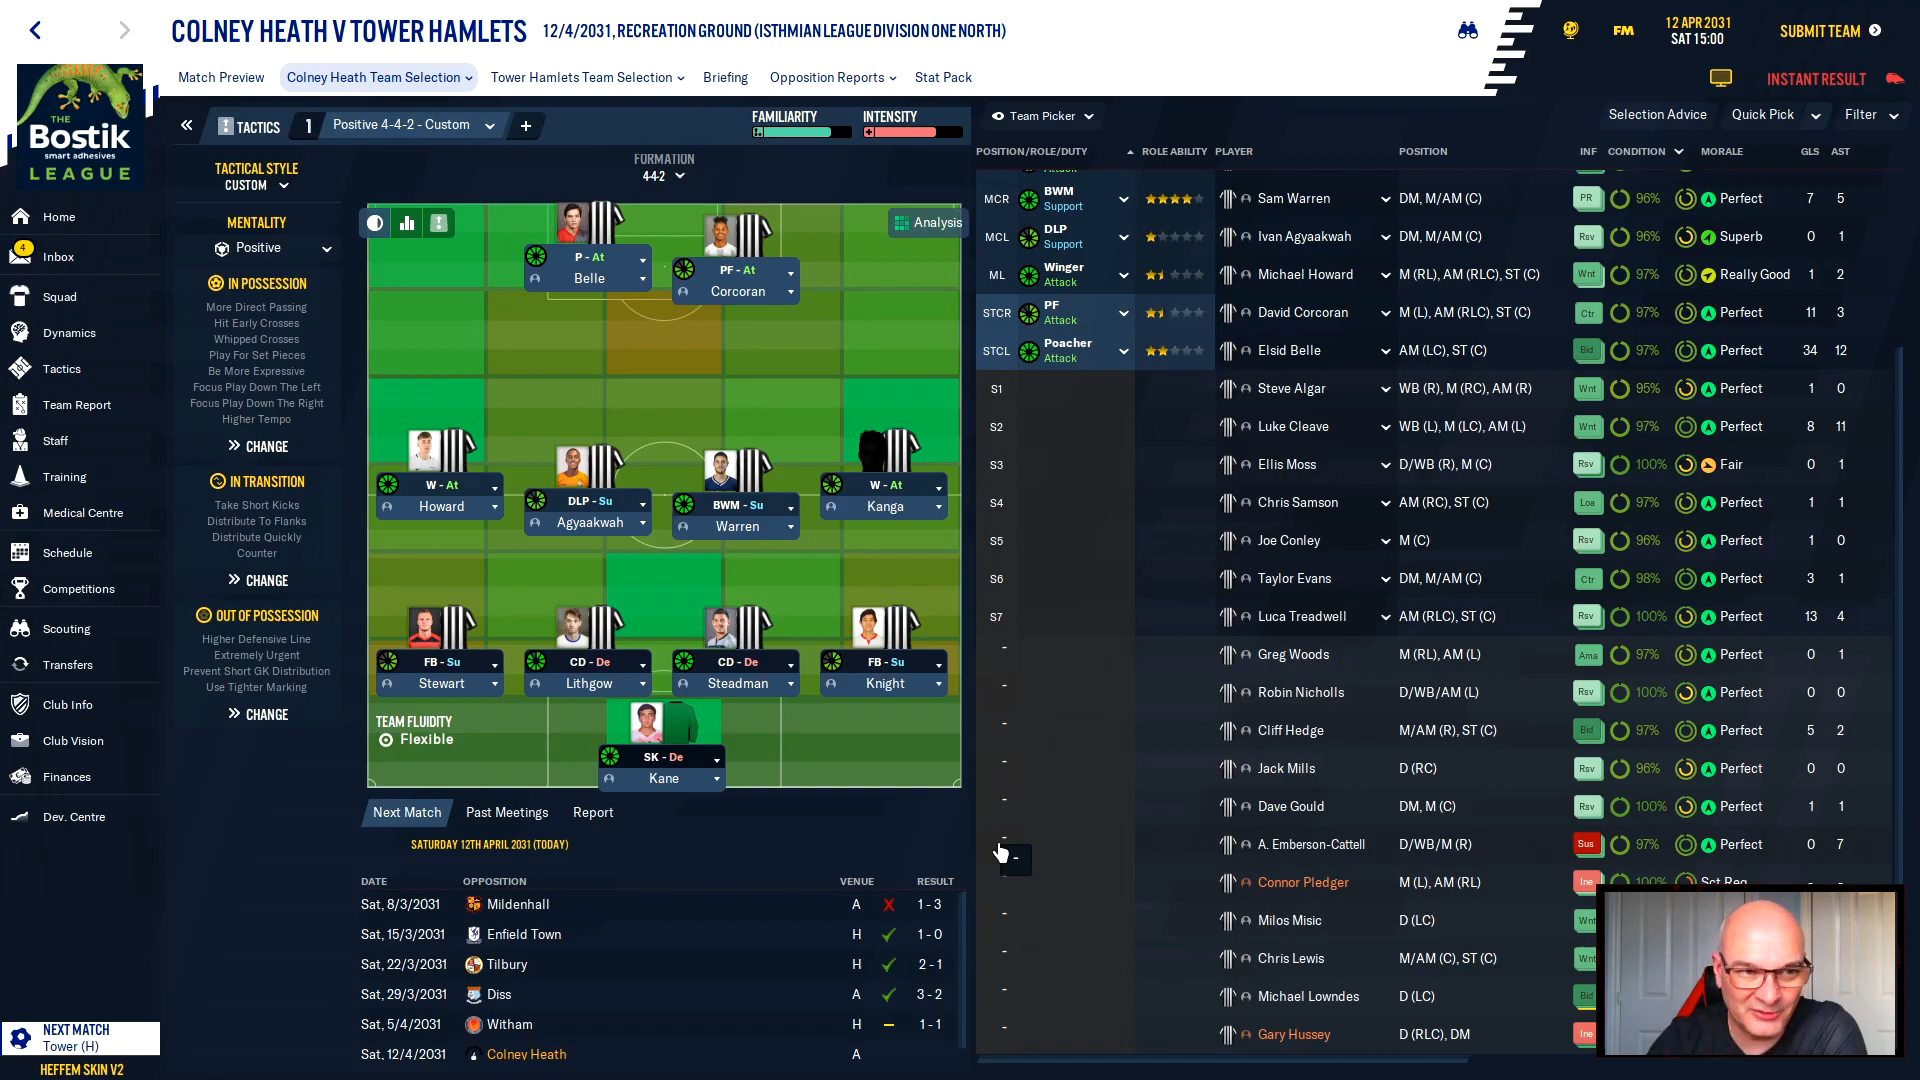 COLNEY HEATH V TOWER HAMLETS
12/4/2031, RECREATION GROUND (ISTHMIAN LEAGUE DIVISION ONE NORTH)
FM
12 APR 2031
SAT 15:00
SUBMIT TEAM
Match Preview
Colney Heath Team Selection
Tower Hamlets Team Selection
Briefing
Opposition Reports
Stat Pack
INSTANT RESULT
THE
Bostik
smart adhesives
LEAGUE
Home
4
Inbox
Squad
Dynamics
Tactics
Team Report
Staff
Training
Medical Centre
Schedule
Competitions
Scouting
Transfers
Club Info
Club Vision
Finances
Dev. Centre
NEXT MATCH
Tower (H)
HEFFEM SKIN V2
TACTICS
1
Positive 4-4-2 - Custom
FAMILIARITY
INTENSITY
TACTICAL STYLE
CUSTOM
MENTALITY
Positive
IN POSSESSION
More Direct Passing
Hit Early Crosses
Whipped Crosses
Play For Set Pieces
Be More Expressive
Focus Play Down The Left
Focus Play Down The Right
Higher Tempo
CHANGE
IN TRANSITION
Take Short Kicks
Distribute To Flanks
Distribute Quickly
Counter
CHANGE
OUT OF POSSESSION
Higher Defensive Line
Extremely Urgent
Prevent Short GK Distribution
Use Tighter Marking
CHANGE
FORMATION
4-4-2
Analysis
P - At
Belle
PF - At
Corcoran
W - At
Howard
DLP - Su
Agyaakwah
BWM - Su
Warren
W - At
Kanga
FB - Su
Stewart
CD - De
Lithgow
CD - De
Steadman
FB - Su
Knight
TEAM FLUIDITY
Flexible
SK - De
Kane
Next Match
Past Meetings
Report
SATURDAY 12TH APRIL 2031 (TODAY)
DATE OPPOSITION VENUE RESULT
Sat, 8/3/2031 Mildenhall A 1 - 3
Sat, 15/3/2031 Enfield Town H 1 - 0
Sat, 22/3/2031 Tilbury H 2 - 1
Sat, 29/3/2031 Diss A 3 - 2
Sat, 5/4/2031 Witham H 1 - 1
Sat, 12/4/2031 Colney Heath A
Team Picker
Selection Advice
Quick Pick
Filter
POSITION/ROLE/DUTY ROLE ABILITY PLAYER POSITION INF CONDITION MORALE GLS AST
Attack
MCR BWM Support Sam Warren DM, M/AM (C) PR 96% Perfect 7 5
MCL DLP Support Ivan Agyaakwah DM, M/AM (C) Rsv 96% Superb 0 1
ML Winger Attack Michael Howard M (RL), AM (RLC), ST (C) Wnt 97% Really Good 1 2
STCR PF Attack David Corcoran M (L), AM (RLC), ST (C) Ctr 97% Perfect 11 3
STCL Poacher Attack Elsid Belle AM (LC), ST (C) Bid 97% Perfect 34 12
S1 Steve Algar WB (R), M (RC), AM (R) Wnt 95% Perfect 1 0
S2 Luke Cleave WB (L), M (LC), AM (L) Wnt 97% Perfect 8 11
S3 Ellis Moss D/WB (R), M (C) Rsv 100% Fair 0 1
S4 Chris Samson AM (RC), ST (C) Loa 97% Perfect 1 1
S5 Joe Conley M (C) Rsv 96% Perfect 1 0
S6 Taylor Evans DM, M/AM (C) Ctr 98% Perfect 3 1
S7 Luca Treadwell AM (RLC), ST (C) Rsv 100% Perfect 13 4
- Greg Woods M (RL), AM (L) Ama 97% Perfect 0 1
- Robin Nicholls D/WB/AM (L) Rsv 100% Perfect 0 0
- Cliff Hedge M/AM (R), ST (C) Bid 97% Perfect 5 2
- Jack Mills D (RC) Rsv 96% Perfect 0 0
- Dave Gould DM, M (C) Rsv 100% Perfect 1 1
- A. Emberson-Cattell D/WB/M (R) Sus 97% Perfect 0 7
- Connor Pledger M (L), AM (RL) Ine 100% Sct Req - -
- Milos Misic D (LC) Wnt
- Chris Lewis M/AM (C), ST (C) Wnt
- Michael Lowndes D (LC) Bid
- Gary Hussey D (RLC), DM Ine